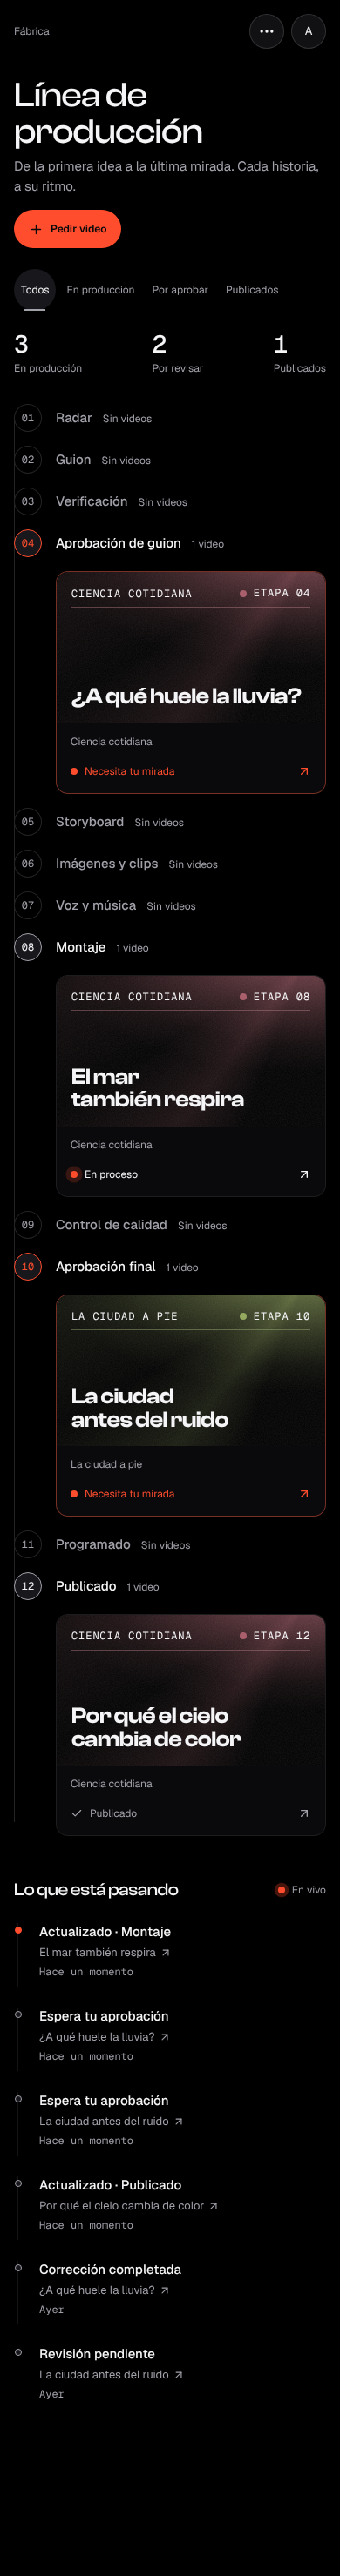 Fábrica
A
Línea de
producción
De la primera idea a la última mirada. Cada historia,
a su ritmo.
Pedir video
Todos En producción Por aprobar Publicados
3 2 1
En producción Por revisar Publicados
01 Radar Sin videos
02 Guion Sin videos
03 Verificación Sin videos
04 Aprobación de guion 1 video
CIENCIA COTIDIANA ETAPA 04
¿A qué huele la lluvia?
Ciencia cotidiana
Necesita tu mirada
05 Storyboard Sin videos
06 Imágenes y clips Sin videos
07 Voz y música Sin videos
08 Montaje 1 video
CIENCIA COTIDIANA ETAPA 08
El mar
también respira
Ciencia cotidiana
En proceso
09 Control de calidad Sin videos
10 Aprobación final 1 video
LA CIUDAD A PIE ETAPA 10
La ciudad
antes del ruido
La ciudad a pie
Necesita tu mirada
11 Programado Sin videos
12 Publicado 1 video
CIENCIA COTIDIANA ETAPA 12
Por qué el cielo
cambia de color
Ciencia cotidiana
Publicado
Lo que está pasando En vivo
Actualizado · Montaje
El mar también respira
Hace un momento
Espera tu aprobación
¿A qué huele la lluvia?
Hace un momento
Espera tu aprobación
La ciudad antes del ruido
Hace un momento
Actualizado · Publicado
Por qué el cielo cambia de color
Hace un momento
Corrección completada
¿A qué huele la lluvia?
Ayer
Revisión pendiente
La ciudad antes del ruido
Ayer